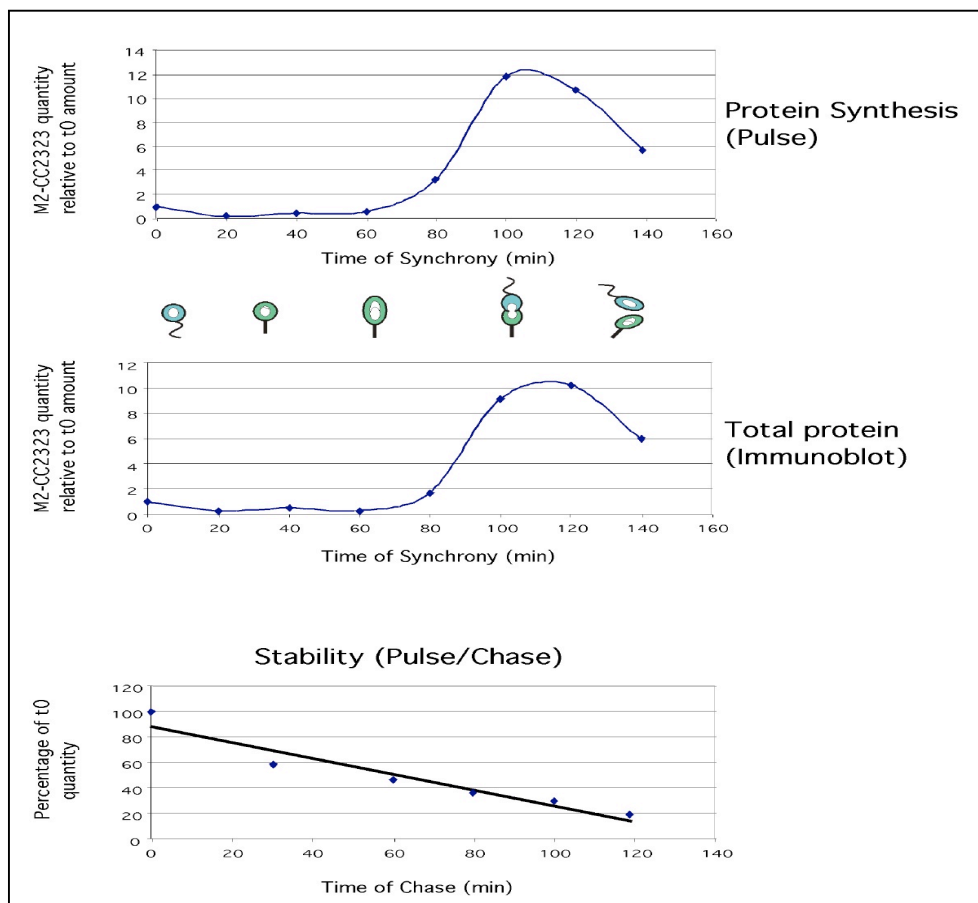 M2-CC2323 quantity
relative to t0 amount
14
12
10
8
6
4
2
0
0 20 40 60 80 100 120 140 160
Time of Synchrony (min)
Protein Synthesis
(Pulse)
M2-CC2323 quantity
relative to t0 amount
12
10
8
6
4
2
0
0 20 40 60 80 100 120 140 160
Time of Synchrony (min)
Total protein
(Immunoblot)
Stability (Pulse/Chase)
Percentage of t0
quantity
120
100
80
60
40
20
0
0 20 40 60 80 100 120 140
Time of Chase (min)